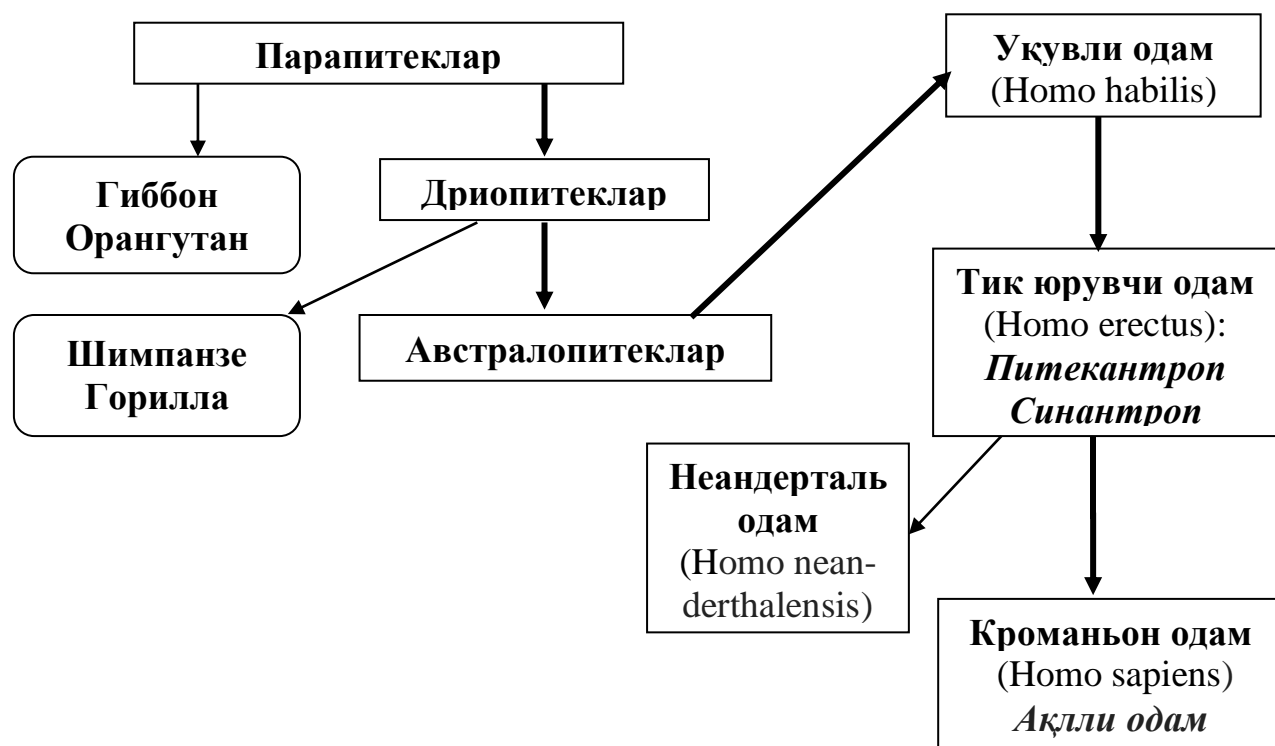 Парапитеклар
Гиббон
Орангутан
Дриопитеклар
Шимпанзе
Горилла
Австралопитеклар
Уқувли одам
(Homo habilis)
Тик юрувчи одам
(Homo erectus):
Питекантроп
Синантроп
Неандерталь
одам
(Homo nean-
derthalensis)
Кроманьон одам
(Homo sapiens)
Ақлли одам